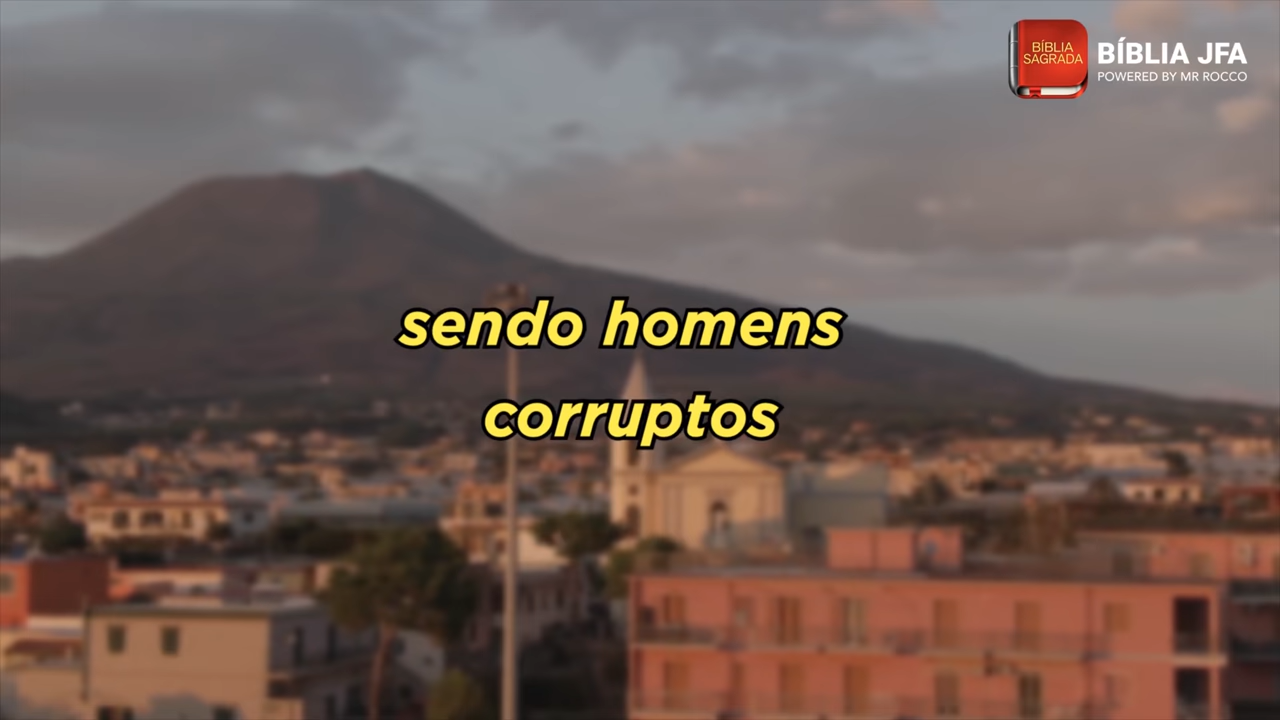 BÍBLIA
SAGRADA
BÍBLIA JFA
POWERED BY MR ROCCO
sendo homens
corruptos